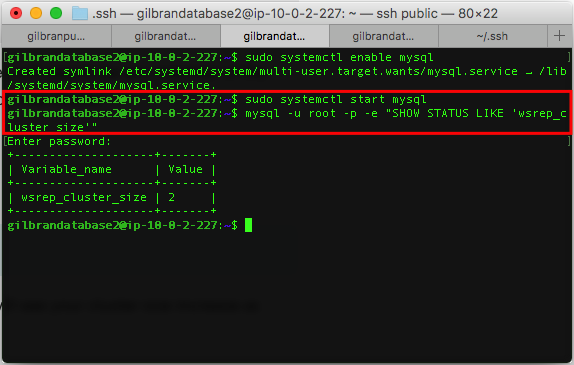 .ssh — gilbrandatabase2@ip-10-0-2-227: ~ — ssh public — 80×22
gilbranpu... gilbrandat... gilbrandat... gilbrandat... ~/.ssh +
[gilbrandatabase2@ip-10-0-2-227:~$ sudo systemctl enable mysql
Created symlink /etc/systemd/system/multi-user.target.wants/mysql.service → /lib
/systemd/system/mysql.service.
gilbrandatabase2@ip-10-0-2-227:~$ sudo systemctl start mysql
gilbrandatabase2@ip-10-0-2-227:~$ mysql -u root -p -e "SHOW STATUS LIKE 'wsrep_c
luster_size'"
[Enter password:
+--------------------+-------+
| Variable_name      | Value |
+--------------------+-------+
| wsrep_cluster_size | 2     |
+--------------------+-------+
gilbrandatabase2@ip-10-0-2-227:~$